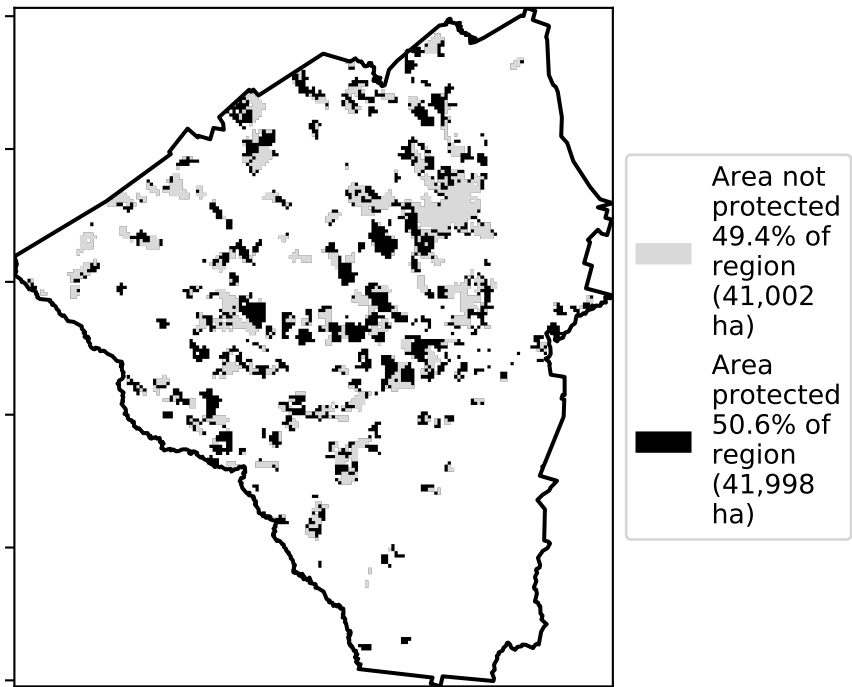 Area not
protected
49.4% of
region
(41,002
ha)
Area
protected
50.6% of
region
(41,998
ha)